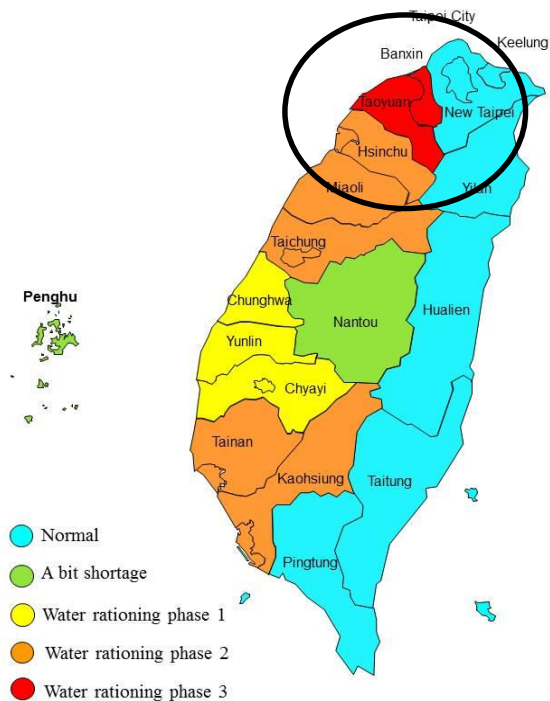 Taipei City
Keelung
Banxin
Taoyuan
New Taipei
Hsinchu
Miaoli
Yilan
Taichung
Penghu
Chunghwa
Nantou
Hualien
Yunlin
Chyayi
Tainan
Kaohsiung
Taitung
Pingtung
Normal
A bit shortage
Water rationing phase 1
Water rationing phase 2
Water rationing phase 3